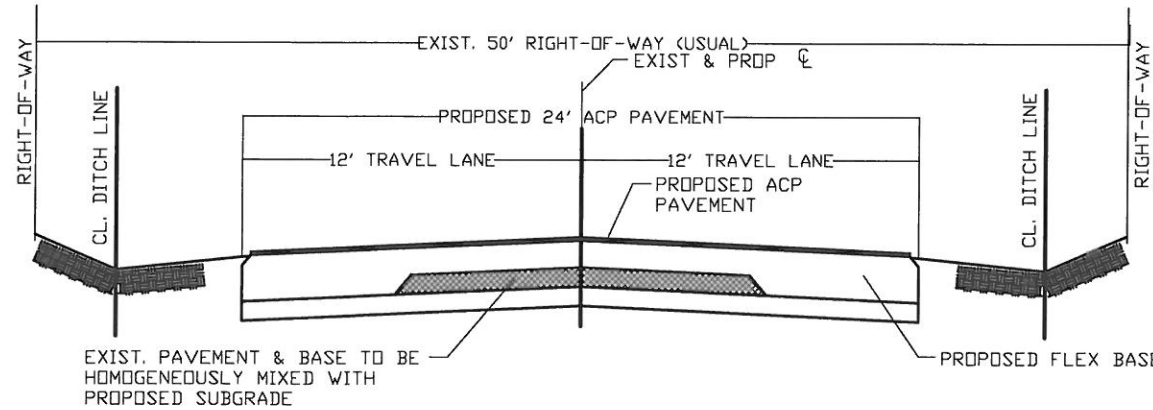 EXIST. 50' RIGHT-OF-WAY (USUAL)
EXIST & PROP ℄
RIGHT-OF-WAY
CL. DITCH LINE
PROPOSED 24' ACP PAVEMENT
12' TRAVEL LANE
12' TRAVEL LANE
PROPOSED ACP
PAVEMENT
CL. DITCH LINE
RIGHT-OF-WAY
EXIST. PAVEMENT & BASE TO BE
HOMOGENEOUSLY MIXED WITH
PROPOSED SUBGRADE
PROPOSED FLEX BASE